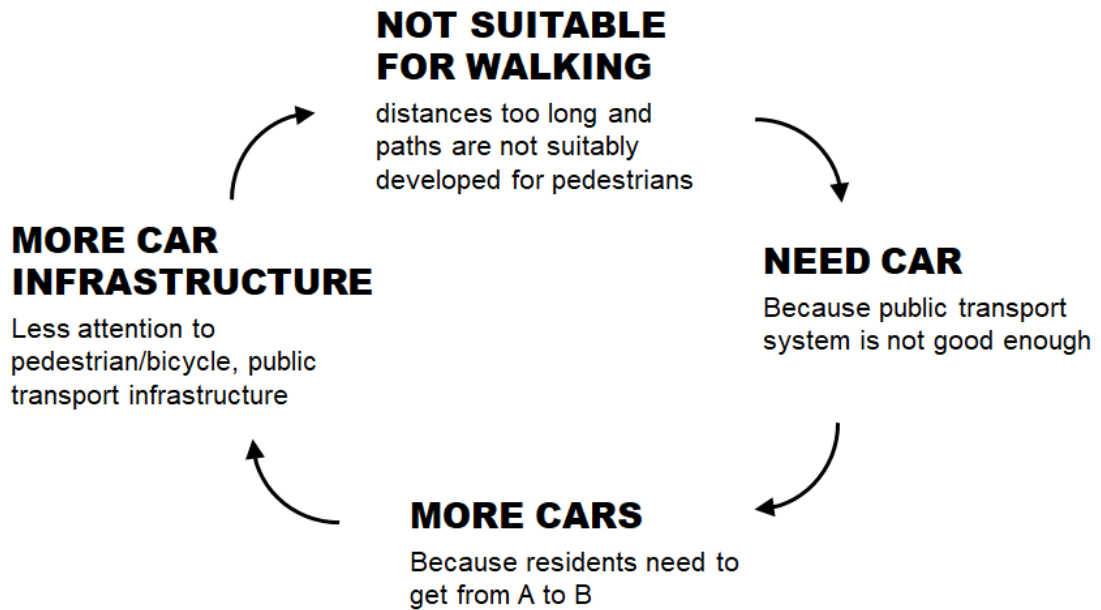 NOT SUITABLE
FOR WALKING
distances too long and
paths are not suitably
developed for pedestrians
NEED CAR
Because public transport
system is not good enough
MORE CARS
Because residents need to
get from A to B
MORE CAR
INFRASTRUCTURE
Less attention to
pedestrian/bicycle, public
transport infrastructure